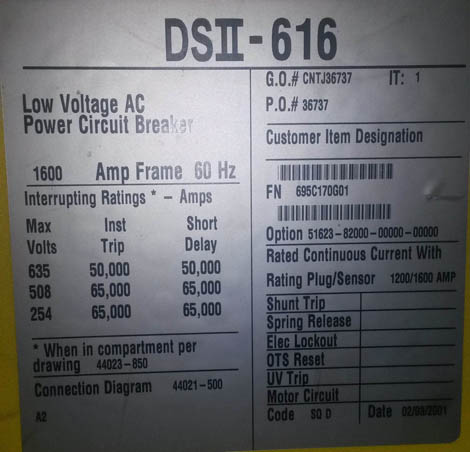 DSII-616
Low Voltage AC
Power Circuit Breaker
1600 Amp Frame 60 Hz
Interrupting Ratings * – Amps
Max Inst Short
Volts Trip Delay
635 50,000 50,000
508 65,000 65,000
254 65,000 65,000
* When in compartment per
drawing 44023-850
Connection Diagram 44021-500
A2
G.O.# CNTJ36737 IT: 1
P.O.# 36737
Customer Item Designation
FN 695C170G01
Option 51623-82000-00000-00000
Rated Continuous Current With
Rating Plug/Sensor 1200/1600 AMP
Shunt Trip
Spring Release
Elec Lockout
OTS Reset
UV Trip
Motor Circuit
Code SQ D Date 02/03/2001